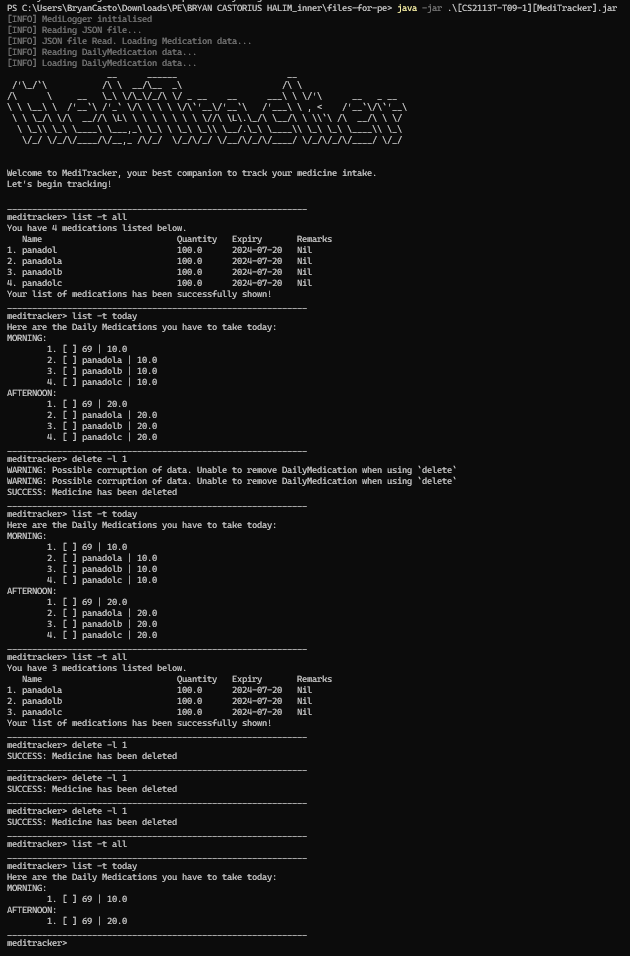 PS C:\Users\BryanCasto\Downloads\PE\BRYAN CASTORIUS HALIM_inner\files-for-pe> java -jar .\[CS2113T-T09-1][MediTracker].jar
[INFO] MediLogger initialised
[INFO] Reading JSON file...
[INFO] JSON file Read. Loading Medication data...
[INFO] Reading DailyMedication data...
[INFO] Loading DailyMedication data...
Welcome to MediTracker, your best companion to track your medicine intake.
Let's begin tracking!
meditracker> list -t all
You have 4 medications listed below.
Name Quantity Expiry Remarks
1. panadol 100.0 2024-07-20 Nil
2. panadola 100.0 2024-07-20 Nil
3. panadolb 100.0 2024-07-20 Nil
4. panadolc 100.0 2024-07-20 Nil
Your list of medications has been successfully shown!
meditracker> list -t today
Here are the Daily Medications you have to take today:
MORNING:
1. [ ] 69 | 10.0
2. [ ] panadola | 10.0
3. [ ] panadolb | 10.0
4. [ ] panadolc | 10.0
AFTERNOON:
1. [ ] 69 | 20.0
2. [ ] panadola | 20.0
3. [ ] panadolb | 20.0
4. [ ] panadolc | 20.0
meditracker> delete -l 1
WARNING: Possible corruption of data. Unable to remove DailyMedication when using `delete`
WARNING: Possible corruption of data. Unable to remove DailyMedication when using `delete`
SUCCESS: Medicine has been deleted
meditracker> list -t today
Here are the Daily Medications you have to take today:
MORNING:
1. [ ] 69 | 10.0
2. [ ] panadola | 10.0
3. [ ] panadolb | 10.0
4. [ ] panadolc | 10.0
AFTERNOON:
1. [ ] 69 | 20.0
2. [ ] panadola | 20.0
3. [ ] panadolb | 20.0
4. [ ] panadolc | 20.0
meditracker> list -t all
You have 3 medications listed below.
Name Quantity Expiry Remarks
1. panadola 100.0 2024-07-20 Nil
2. panadolb 100.0 2024-07-20 Nil
3. panadolc 100.0 2024-07-20 Nil
Your list of medications has been successfully shown!
meditracker> delete -l 1
SUCCESS: Medicine has been deleted
meditracker> delete -l 1
SUCCESS: Medicine has been deleted
meditracker> delete -l 1
SUCCESS: Medicine has been deleted
meditracker> list -t all
meditracker> list -t today
Here are the Daily Medications you have to take today:
MORNING:
1. [ ] 69 | 10.0
AFTERNOON:
1. [ ] 69 | 20.0
meditracker>